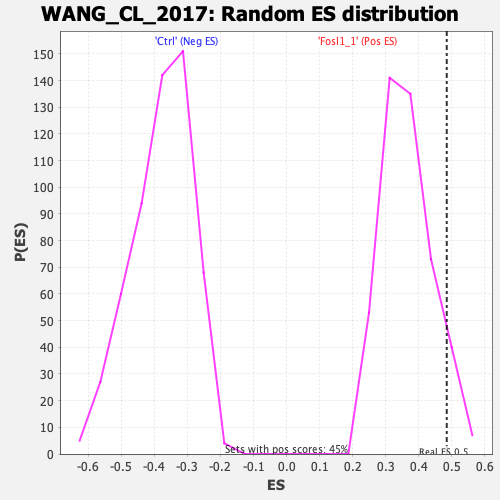 WANG_CL_2017: Random ES distribution
'Ctrl' (Neg ES) 'Fosl1_1' (Pos ES)
150
140
130
120
110
100
90
80
70
60
50
40
30
20
10
0
P(ES)
Sets with pos scores: 45%
Real ES 0.5
-0.6 -0.5 -0.4 -0.3 -0.2 -0.1 0.0 0.1 0.2 0.3 0.4 0.5 0.6
ES